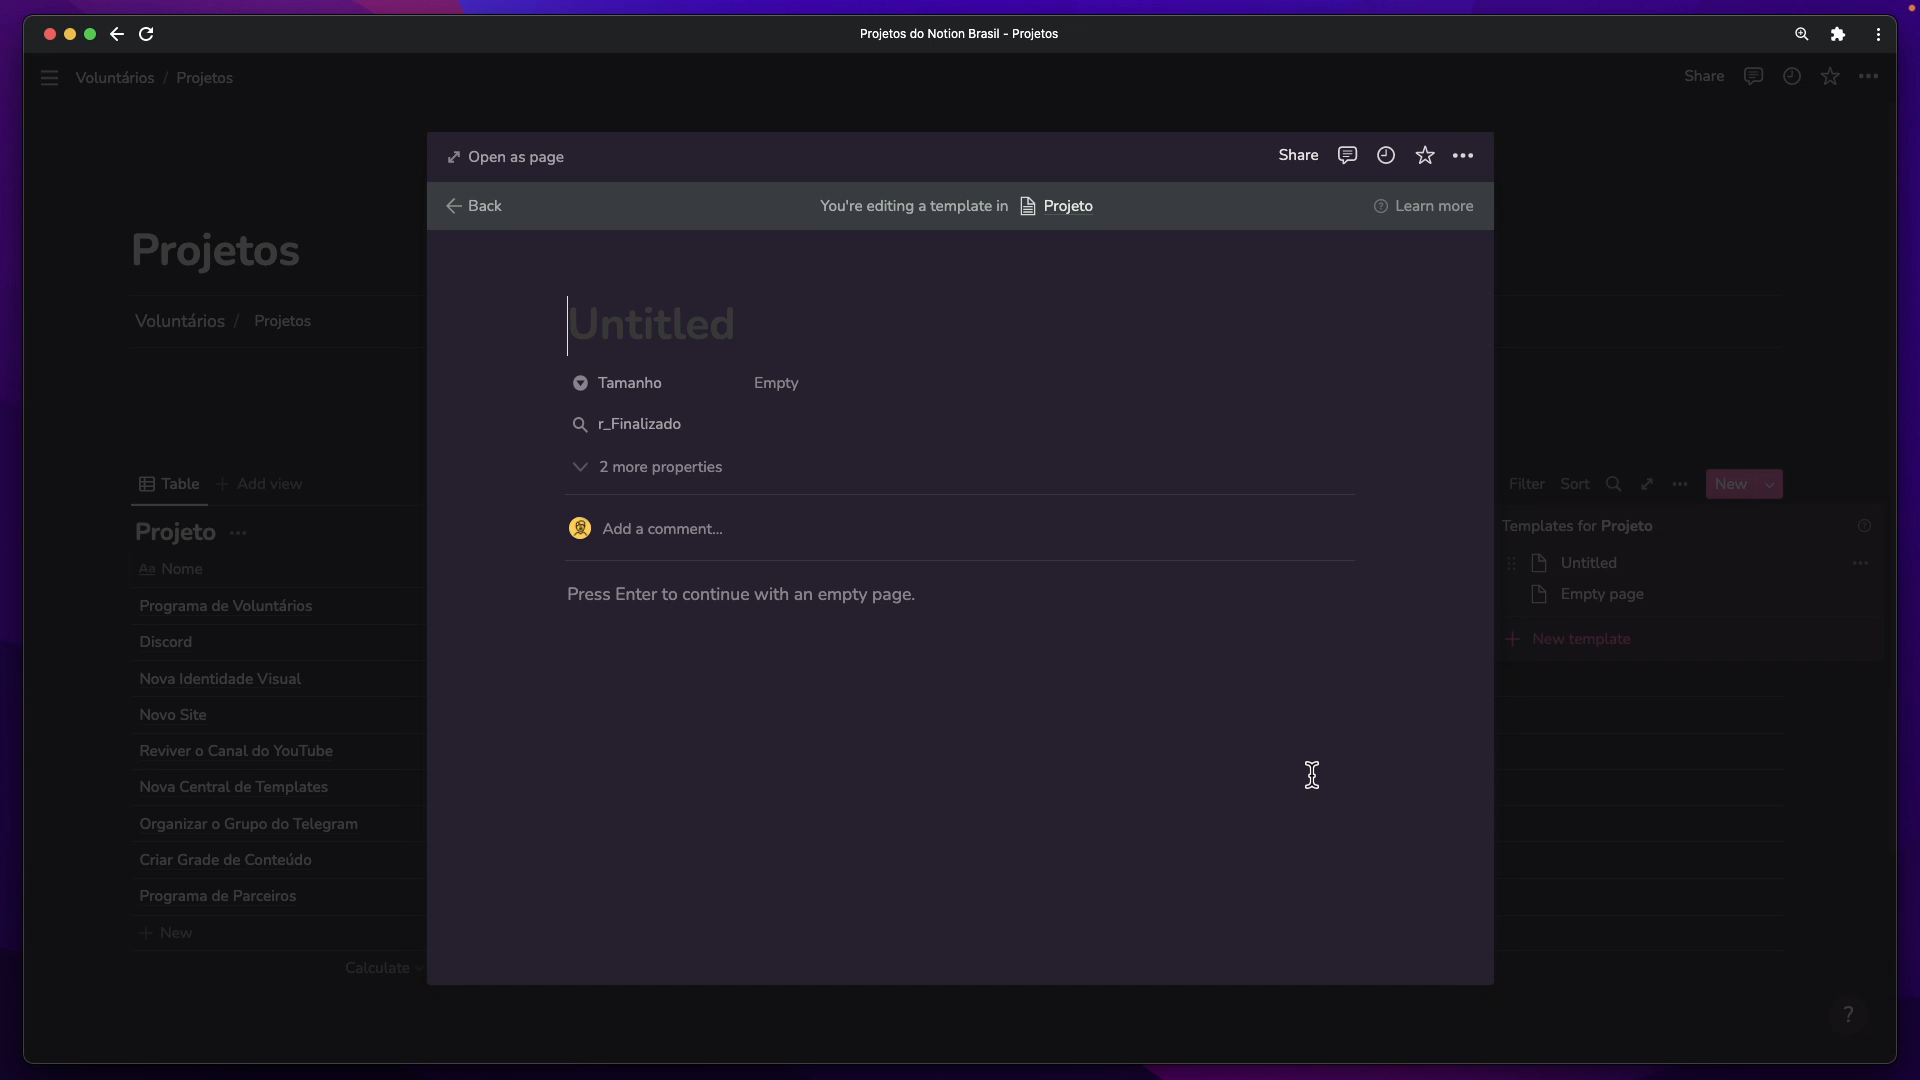 Projetos do Notion Brasil - Projetos
Voluntários / Projetos
Share
Open as page
Share
Back
You're editing a template in Projeto
Learn more
Projetos
Voluntários / Projetos
Untitled
Tamanho Empty
r_Finalizado
2 more properties
Add a comment...
Press Enter to continue with an empty page.
Table
Add view
Filter
Sort
New
Projeto
Aa Nome
Programa de Voluntários
Discord
Nova Identidade Visual
Novo Site
Reviver o Canal do YouTube
Nova Central de Templates
Organizar o Grupo do Telegram
Criar Grade de Conteúdo
Programa de Parceiros
+ New
Calculate
Templates for Projeto
Untitled
Empty page
+ New template
?